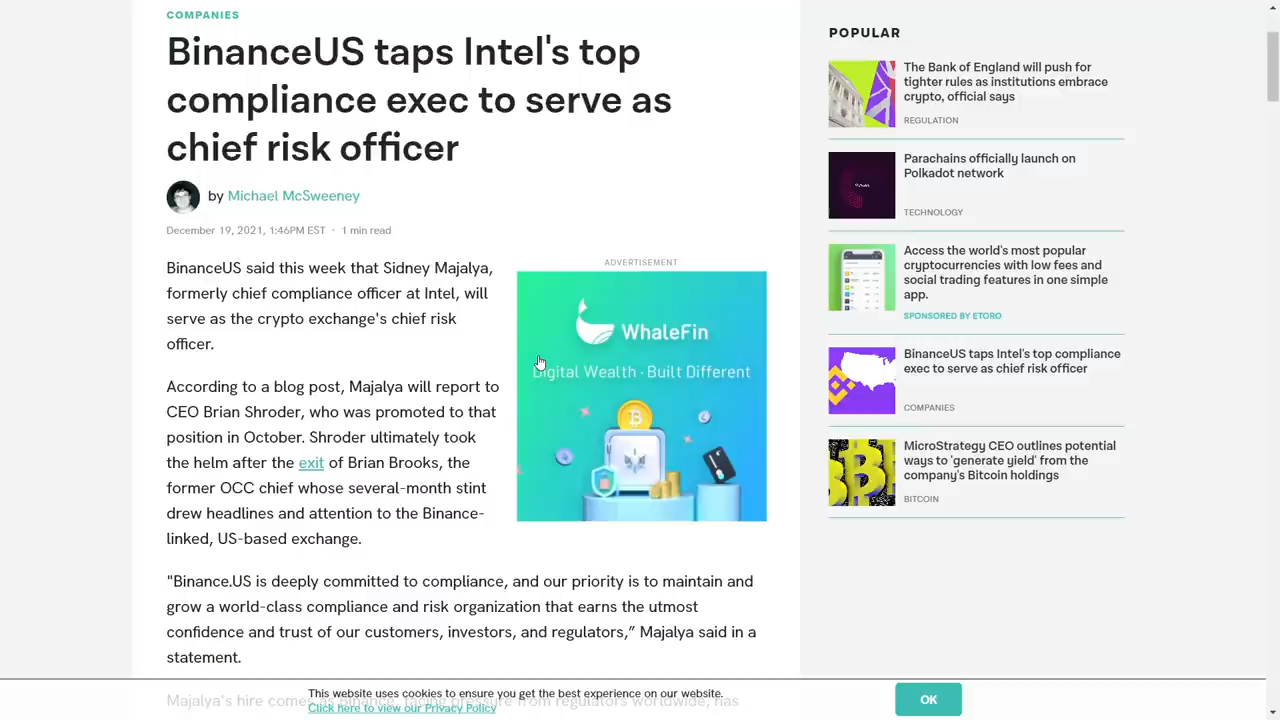 COMPANIES
BinanceUS taps Intel's top
compliance exec to serve as
chief risk officer
by Michael McSweeney
December 19, 2021, 1:46PM EST · 1 min read
BinanceUS said this week that Sidney Majalya,
formerly chief compliance officer at Intel, will
serve as the crypto exchange's chief risk
officer.
According to a blog post, Majalya will report to
CEO Brian Shroder, who was promoted to that
position in October. Shroder ultimately took
the helm after the exit of Brian Brooks, the
former OCC chief whose several-month stint
drew headlines and attention to the Binance-
linked, US-based exchange.
ADVERTISEMENT
WhaleFin
Digital Wealth · Built Different
"Binance.US is deeply committed to compliance, and our priority is to maintain and
grow a world-class compliance and risk organization that earns the utmost
confidence and trust of our customers, investors, and regulators,” Majalya said in a
statement.
Majalya's hire comes as Binance, facing pressure from regulators worldwide, has
This website uses cookies to ensure you get the best experience on our website.
Click here to view our Privacy Policy
OK
POPULAR
The Bank of England will push for
tighter rules as institutions embrace
crypto, official says
REGULATION
Parachains officially launch on
Polkadot network
TECHNOLOGY
Access the world's most popular
cryptocurrencies with low fees and
social trading features in one simple
app.
SPONSORED BY ETORO
BinanceUS taps Intel's top compliance
exec to serve as chief risk officer
COMPANIES
MicroStrategy CEO outlines potential
ways to 'generate yield' from the
company's Bitcoin holdings
BITCOIN